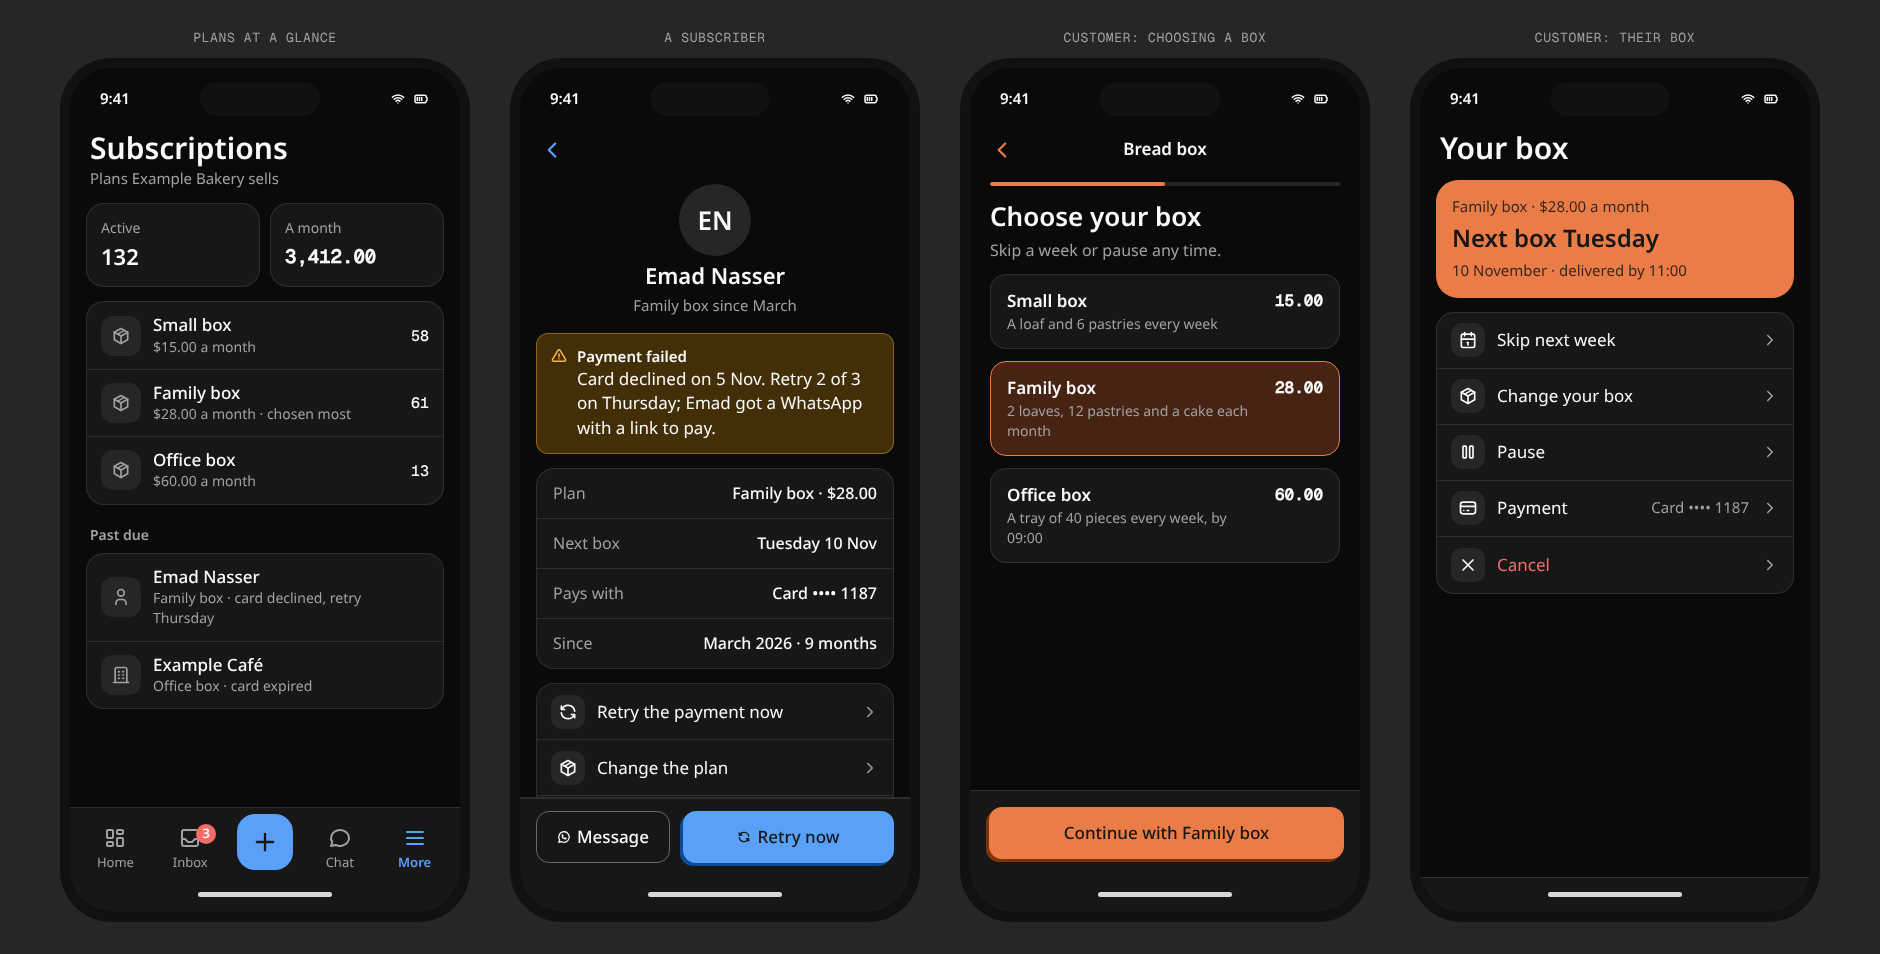 PLANS AT A GLANCE
9:41
Subscriptions
Plans Example Bakery sells
Active
132
A month
3,412.00
Small box
$15.00 a month
58
Family box
$28.00 a month · chosen most
61
Office box
$60.00 a month
13
Past due
Emad Nasser
Family box · card declined, retry
Thursday
Example Café
Office box · card expired
Home
3
Inbox
Chat
More
A SUBSCRIBER
9:41
EN
Emad Nasser
Family box since March
Payment failed
Card declined on 5 Nov. Retry 2 of 3
on Thursday; Emad got a WhatsApp
with a link to pay.
Plan
Family box · $28.00
Next box
Tuesday 10 Nov
Pays with
Card •••• 1187
Since
March 2026 · 9 months
Retry the payment now
Change the plan
Message
Retry now
CUSTOMER: CHOOSING A BOX
9:41
Bread box
Choose your box
Skip a week or pause any time.
Small box
15.00
A loaf and 6 pastries every week
Family box
28.00
2 loaves, 12 pastries and a cake each
month
Office box
60.00
A tray of 40 pieces every week, by
09:00
Continue with Family box
CUSTOMER: THEIR BOX
9:41
Your box
Family box · $28.00 a month
Next box Tuesday
10 November · delivered by 11:00
Skip next week
Change your box
Pause
Payment
Card •••• 1187
Cancel